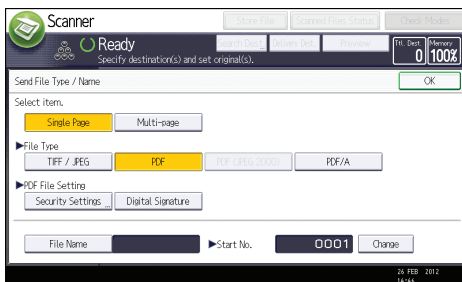 Scanner
Store File
Scanned Files Status
Check Modes
Ready
Search Dest.
Delivery Dest.
Preview
Ttl. Dest.
Memory
Specify destination(s) and set original(s).
0
100%
Send File Type / Name
OK
Select item.
Single Page
Multi-page
▶File Type
TIFF / JPEG
PDF
PDF (JPEG 2000)
PDF/A
▶PDF File Setting
Security Settings
Digital Signature
File Name
▶Start No.
0001
Change
26 FEB 2012